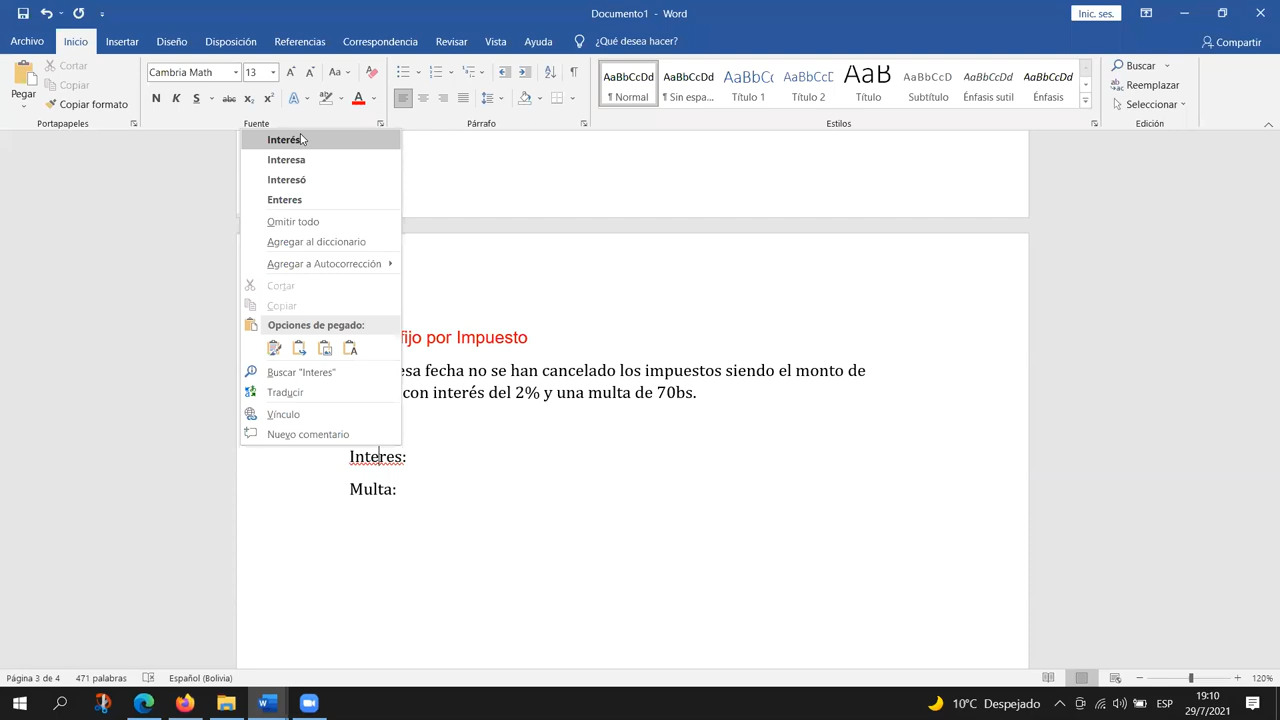 Documento1 - Word
Inic. ses.
Archivo Inicio Insertar Diseño Disposición Referencias Correspondencia Revisar Vista Ayuda ¿Qué desea hacer? Compartir
Pegar
Cortar
Copiar
Copiar formato
Cambria Math 13 Aa
N K S abc x₂ x² A A
AaBbCcDd AaBbCcDd AaBbCc AaBbCcD AaB AaBbCcD AaBbCcDd AaBbCcDd
¶ Normal ¶ Sin espa... Título 1 Título 2 Título Subtítulo Énfasis sutil Énfasis
Buscar
Reemplazar
Seleccionar
Portapapeles Fuente Párrafo Estilos Edición
Interés
Interesa
Interesó
Enteres
Omitir todo
Agregar al diccionario
Agregar a Autocorrección
Cortar
Copiar
Opciones de pegado:
Buscar "Interes"
Traducir
Vínculo
Nuevo comentario
fijo por Impuesto
esa fecha no se han cancelado los impuestos siendo el monto de
con interés del 2% y una multa de 70bs.
Interes:
Multa:
Página 3 de 4 471 palabras Español (Bolivia) 120%
10°C Despejado ESP 19:10
29/7/2021